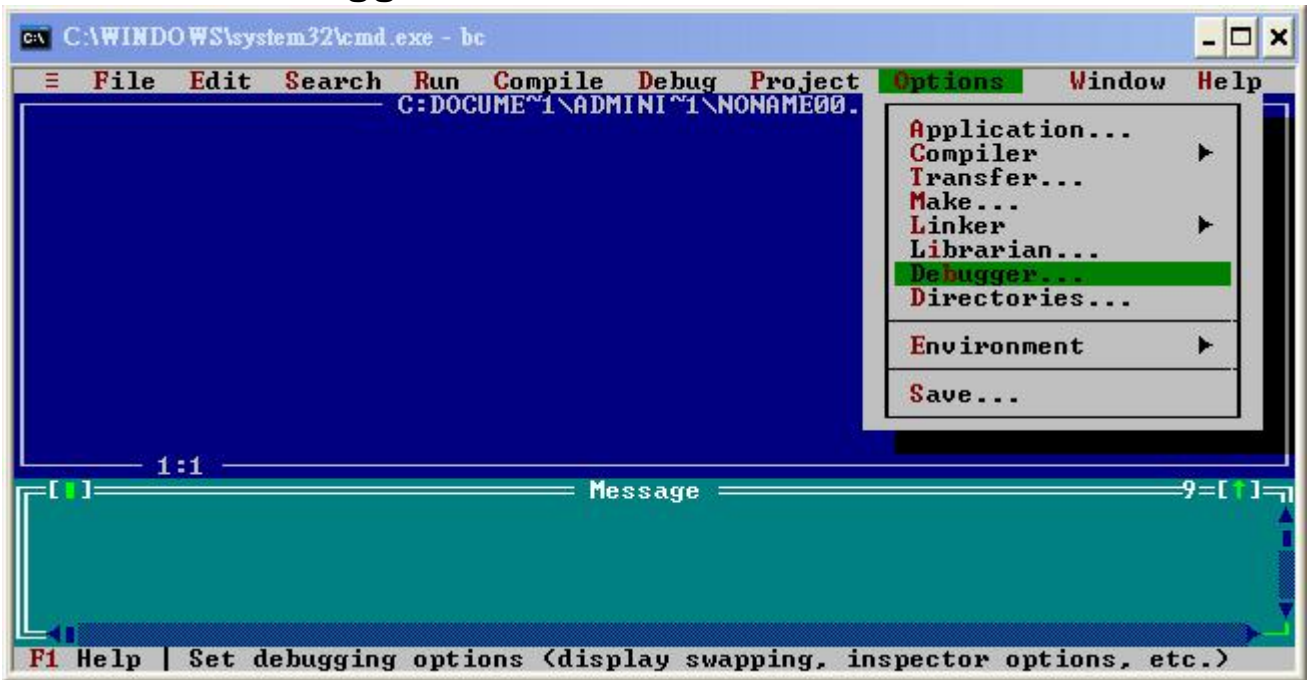 C:\WINDOWS\system32\cmd.exe - bc
≡ File Edit Search Run Compile Debug Project Options Window Help
C:DOCUME~1\ADMINI~1\NONAME00.
Application...
Compiler ►
Transfer...
Make...
Linker ►
Librarian...
Debugger...
Directories...
Environment ►
Save...
1:1
[ ] Message 9=[↑]
F1 Help | Set debugging options (display swapping, inspector options, etc.)